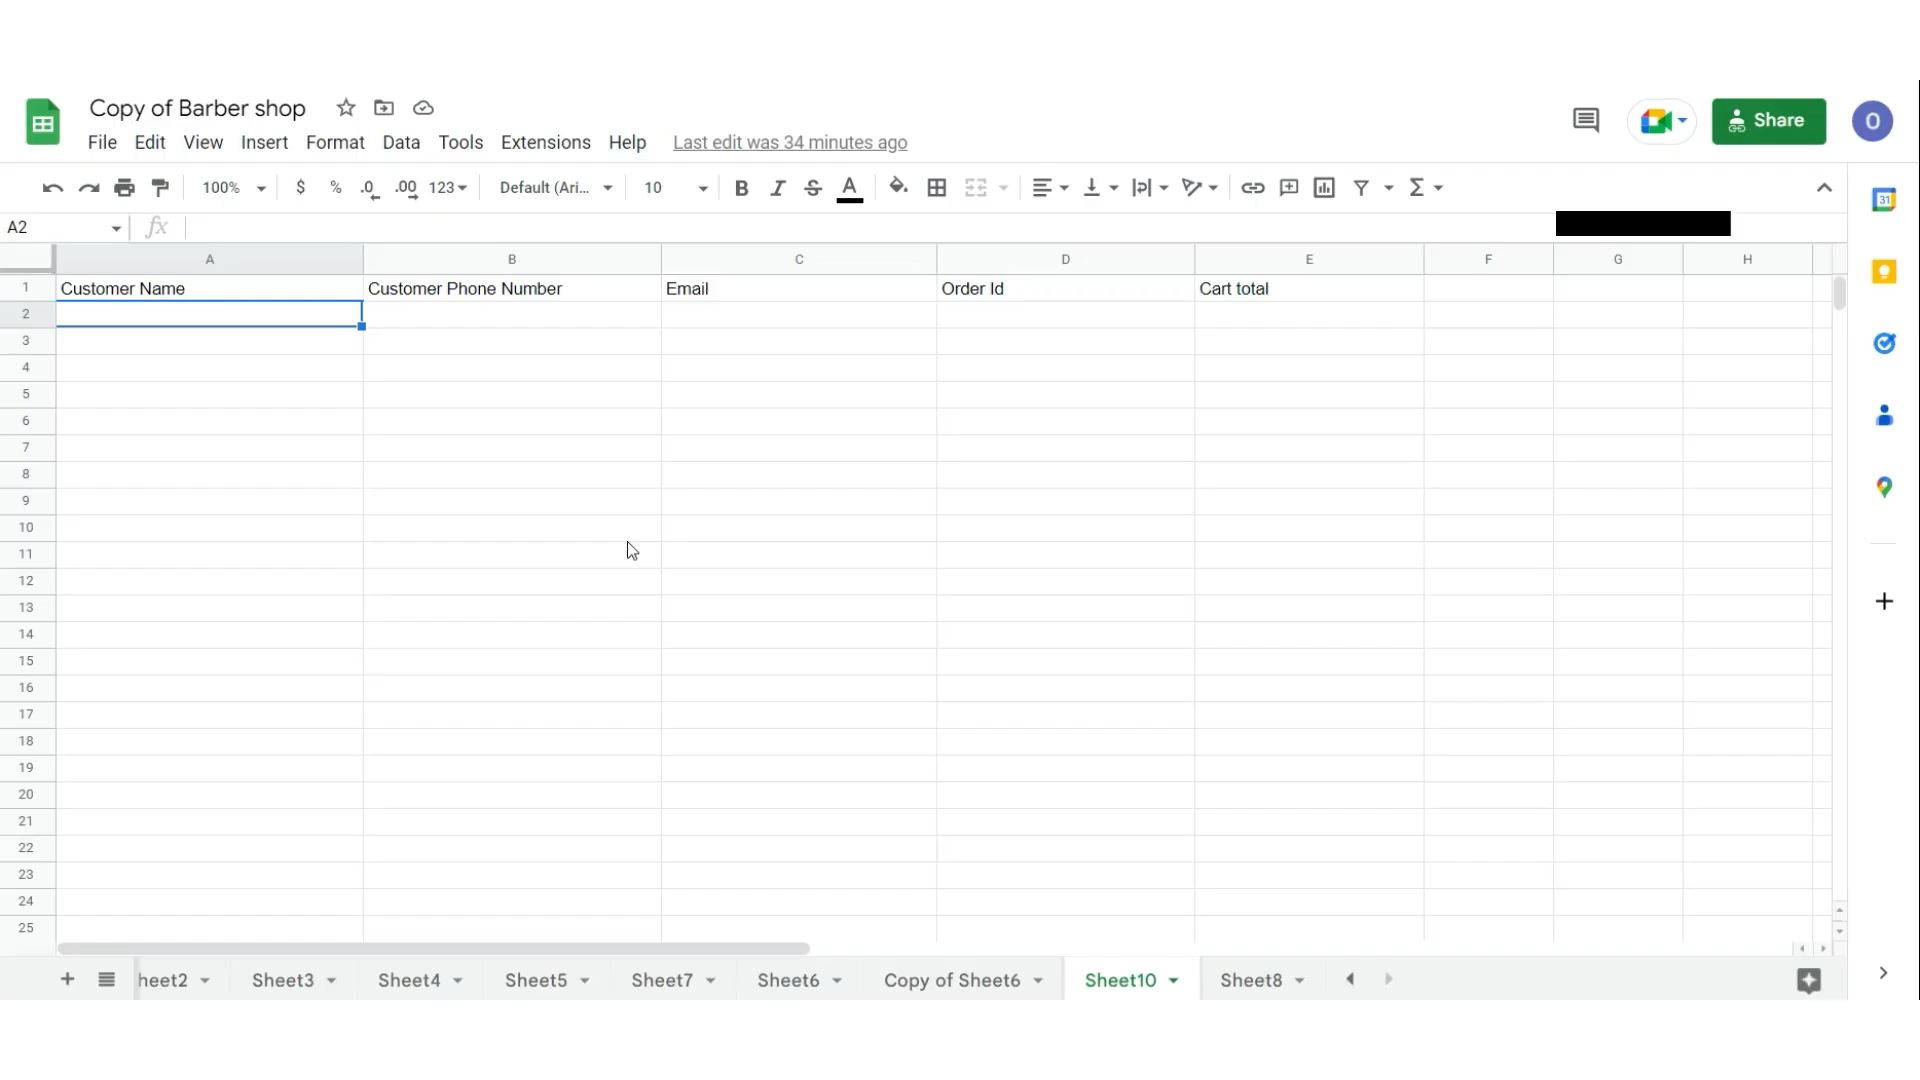 Copy of Barber shop
File Edit View Insert Format Data Tools Extensions Help Last edit was 34 minutes ago
Share
O
100% $ % .0 .00 123 Default (Ari... 10 B I S A
31
A2 fx
A B C D E F G H
1 Customer Name Customer Phone Number Email Order Id Cart total
2
3
4
5
6
7
8
9
10
11
12
13
14
15
16
17
18
19
20
21
22
23
24
25
heet2 Sheet3 Sheet4 Sheet5 Sheet7 Sheet6 Copy of Sheet6 Sheet10 Sheet8